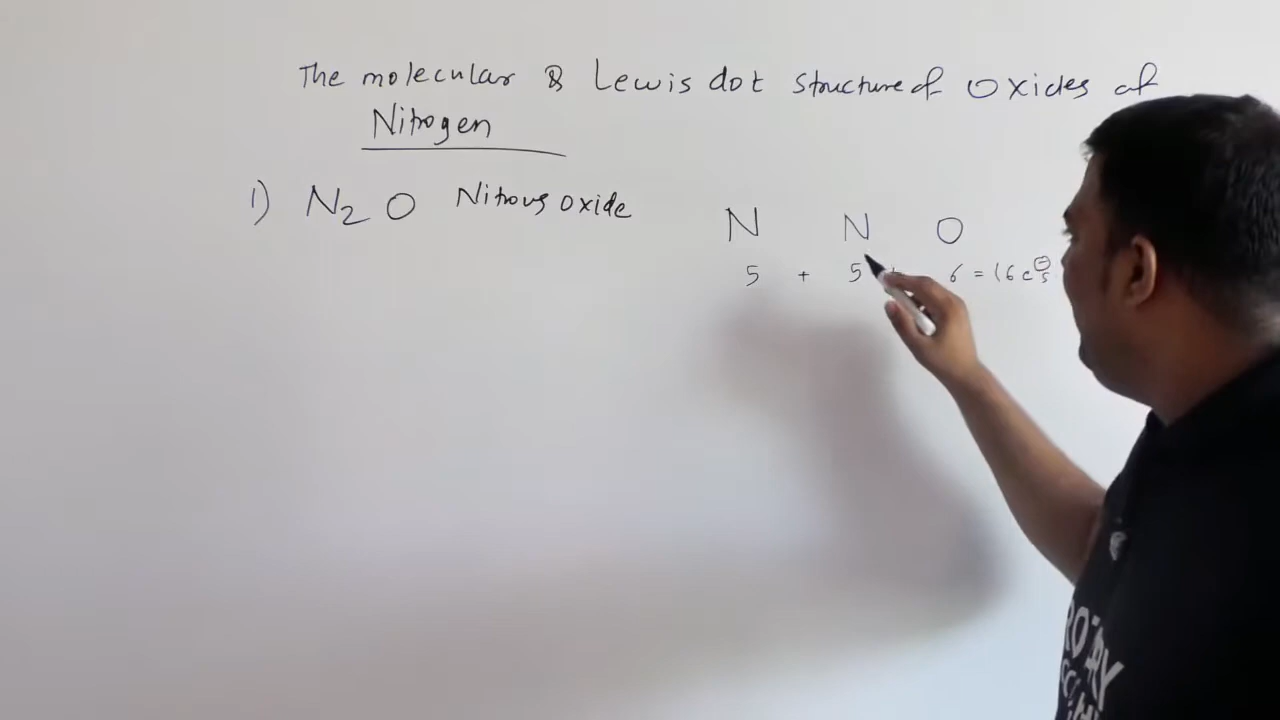 The molecular & Lewis dot structure of Oxides of
Nitrogen
1) N2O Nitrous oxide
N N O
5 + 5 + 6 = 16 e⊖s